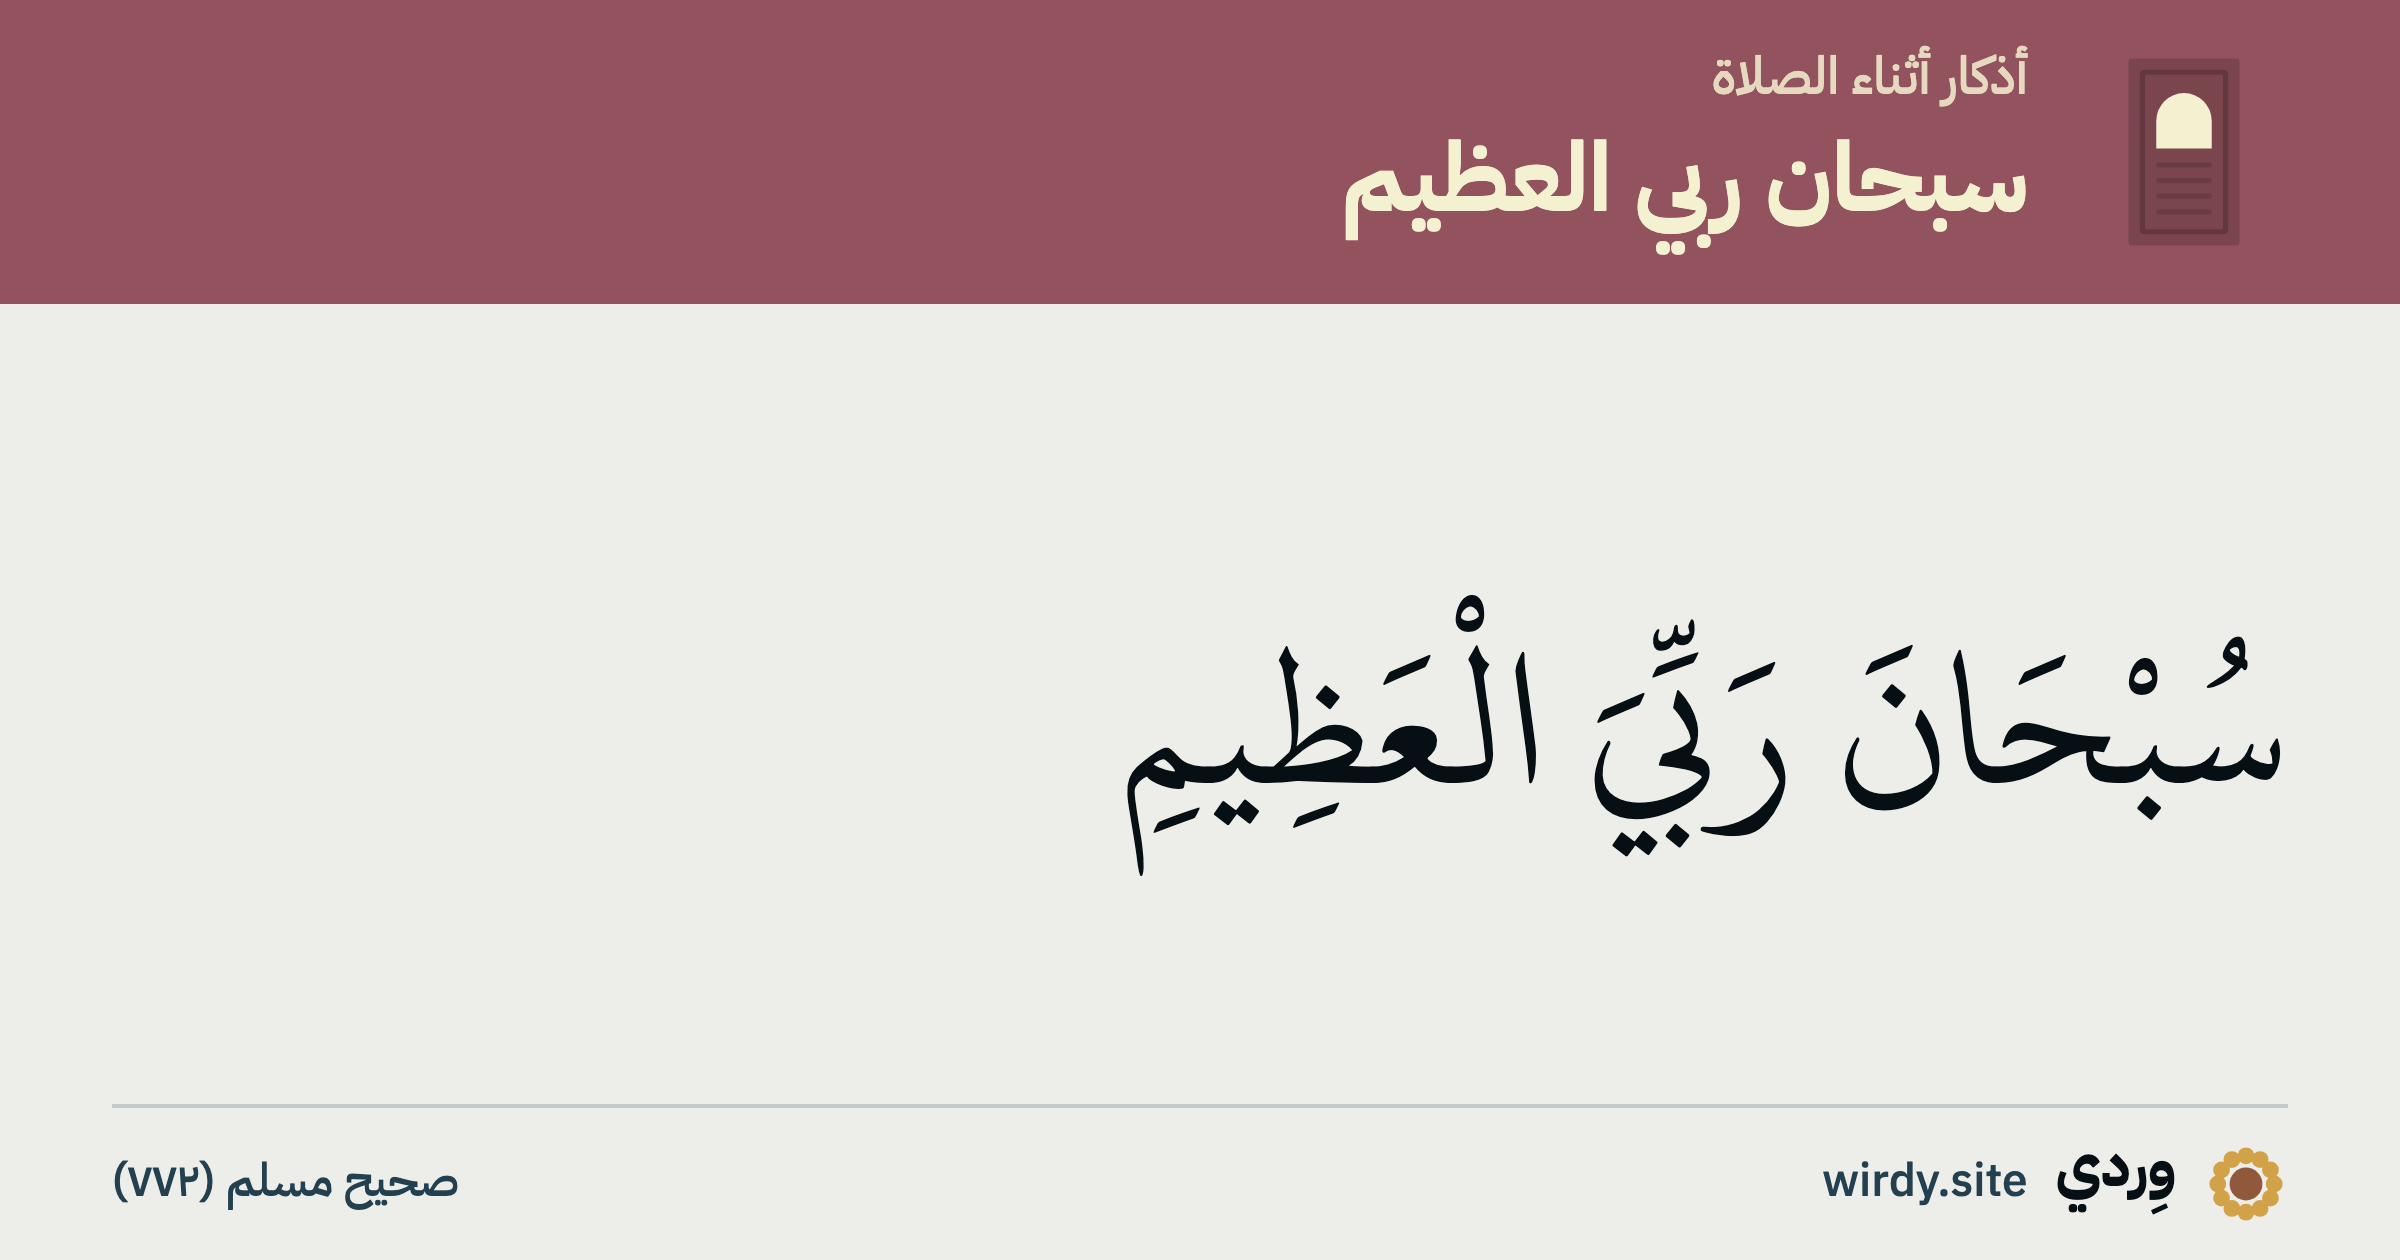 أذكار أثناء الصلاة
سبحان ربي العظيم
سُبْحَانَ رَبِّيَ الْعَظِيمِ
وِردي wirdy.site
صحيح مسلم (٧٧٢)